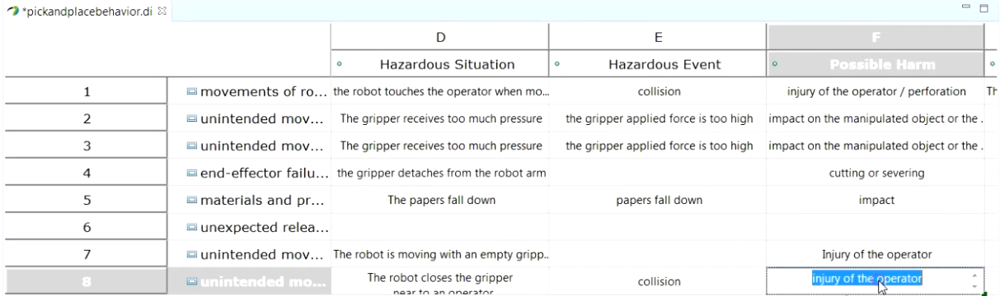 *pickandplacebehavior.di
D E F
Hazardous Situation Hazardous Event Possible Harm
1 movements of ro... the robot touches the operator when mo... collision injury of the operator / perforation Th
2 unintended mov... The gripper receives too much pressure the gripper applied force is too high impact on the manipulated object or the .
3 unintended mov... The gripper receives too much pressure the gripper applied force is too high impact on the manipulated object or the .
4 end-effector failu... the gripper detaches from the robot arm cutting or severing
5 materials and pr... The papers fall down papers fall down impact
6 unexpected relea...
7 unintended mov... The robot is moving with an empty gripp.. Injury of the operator
8 unintended mo... The robot closes the gripper collision injury of the operator
near to an operator